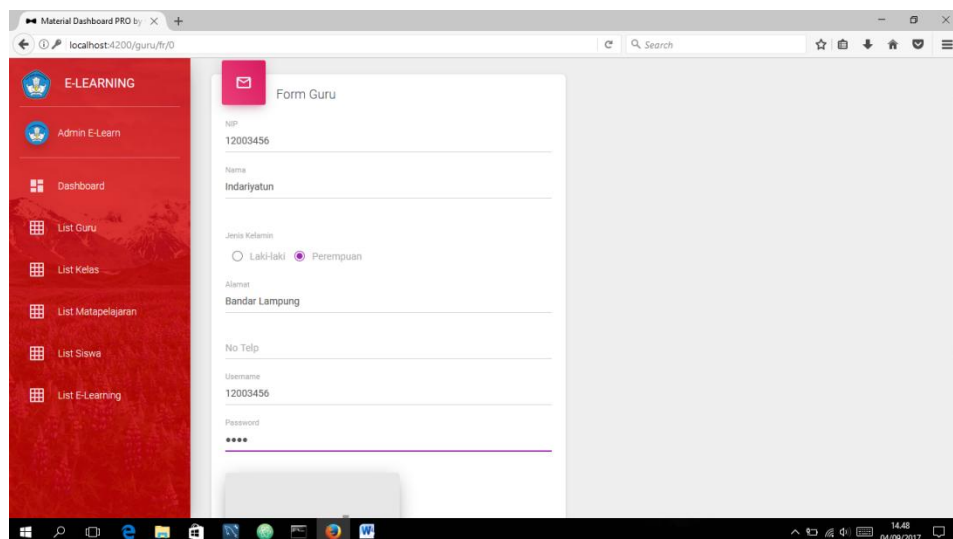 Material Dashboard PRO by
localhost:4200/guru/fr/0
Search
E-LEARNING
Admin E-Learn
Dashboard
List Guru
List Kelas
List Matapelajaran
List Siswa
List E-Learning
Form Guru
NIP
12003456
Nama
Indariyatun
Jenis Kelamin
Laki-laki Perempuan
Alamat
Bandar Lampung
No Telp
Username
12003456
Password
••••
14.48
04/09/2017